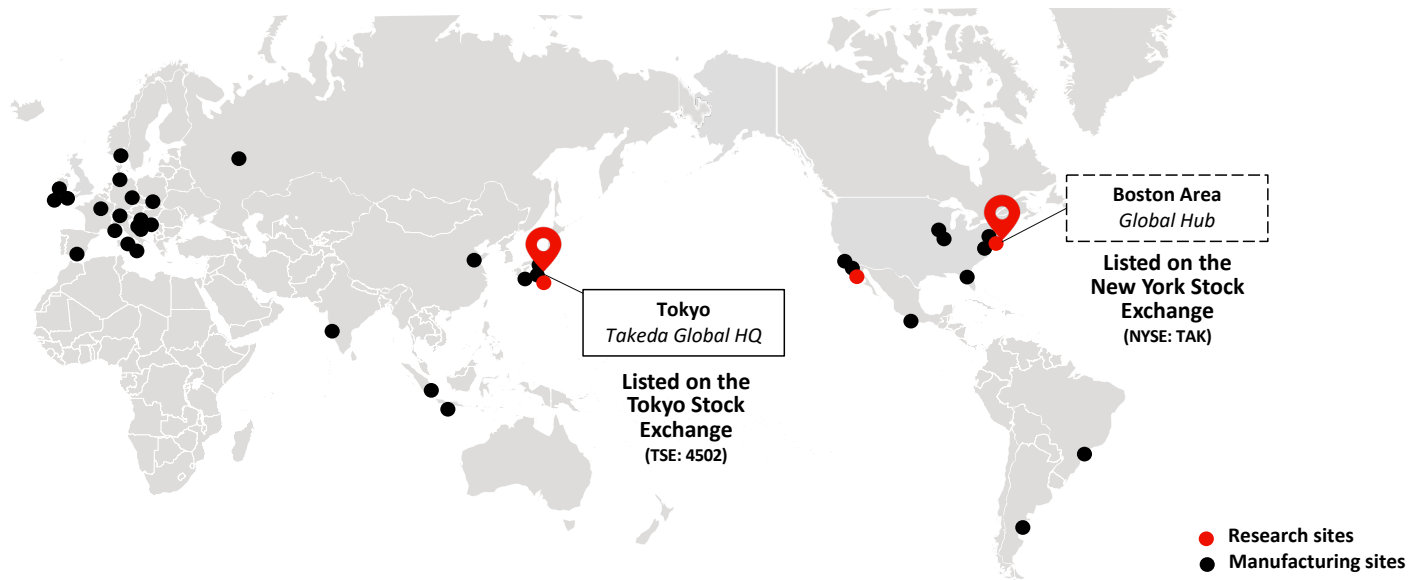 Boston Area
Global Hub
Listed on the
New York Stock
Exchange
(NYSE: TAK)
Tokyo
Takeda Global HQ
Listed on the
Tokyo Stock
Exchange
(TSE: 4502)
Research sites
Manufacturing sites